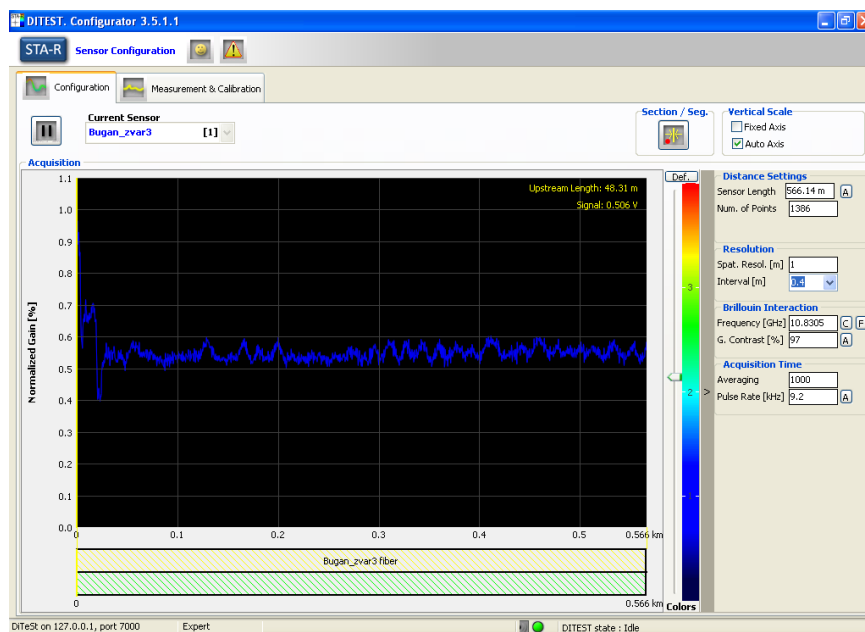 DITEST. Configurator 3.5.1.1
STA-R Sensor Configuration
Configuration Measurement & Calibration
Current Sensor
Bugan_zvar3 [1]
Section / Seg.
Vertical Scale
Fixed Axis
Auto Axis
Acquisition
Upstream Length: 48.31 m
Signal: 0.506 V
Normalized Gain [%]
1.1
1.0
0.9
0.8
0.7
0.6
0.5
0.4
0.3
0.2
0.1
0.0
0 0.1 0.2 0.3 0.4 0.5 0.566 km
Bugan_zvar3 fiber
0 0.566 km
Def.
3
2 >
1
Colors
Distance Settings
Sensor Length 566.14 m A
Num. of Points 1386
Resolution
Spat. Resol. [m] 1
Interval [m] 0.4
Brillouin Interaction
Frequency [GHz] 10.8305 C F
G. Contrast [%] 97 A
Acquisition Time
Averaging 1000
Pulse Rate [kHz] 9.2 A
DiTeSt on 127.0.0.1, port 7000 Expert DITEST state : Idle